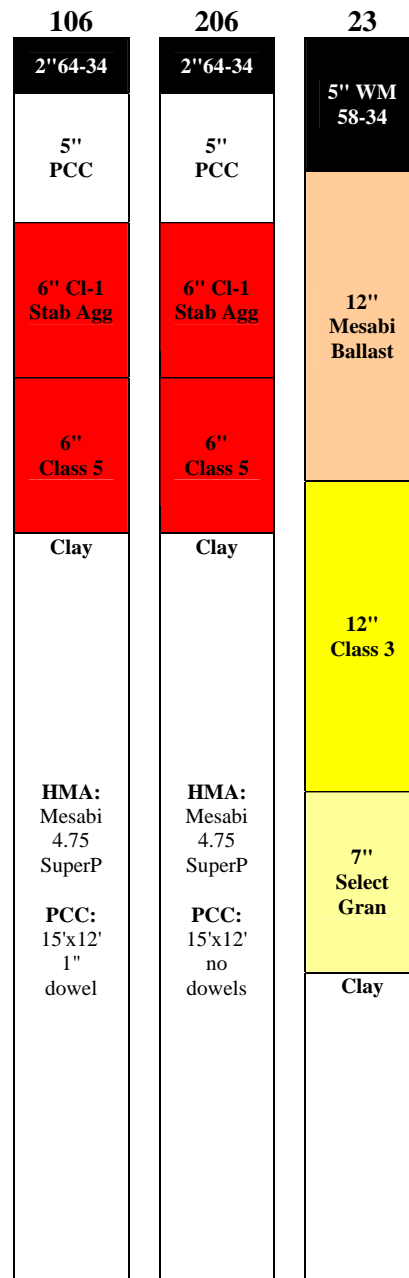 106
2"64-34
5"
PCC
6" Cl-1
Stab Agg
6"
Class 5
Clay
HMA:
Mesabi
4.75
SuperP
PCC:
15'x12'
1"
dowel
206
2"64-34
5"
PCC
6" Cl-1
Stab Agg
6"
Class 5
Clay
HMA:
Mesabi
4.75
SuperP
PCC:
15'x12'
no
dowels
23
5" WM
58-34
12"
Mesabi
Ballast
12"
Class 3
7"
Select
Gran
Clay